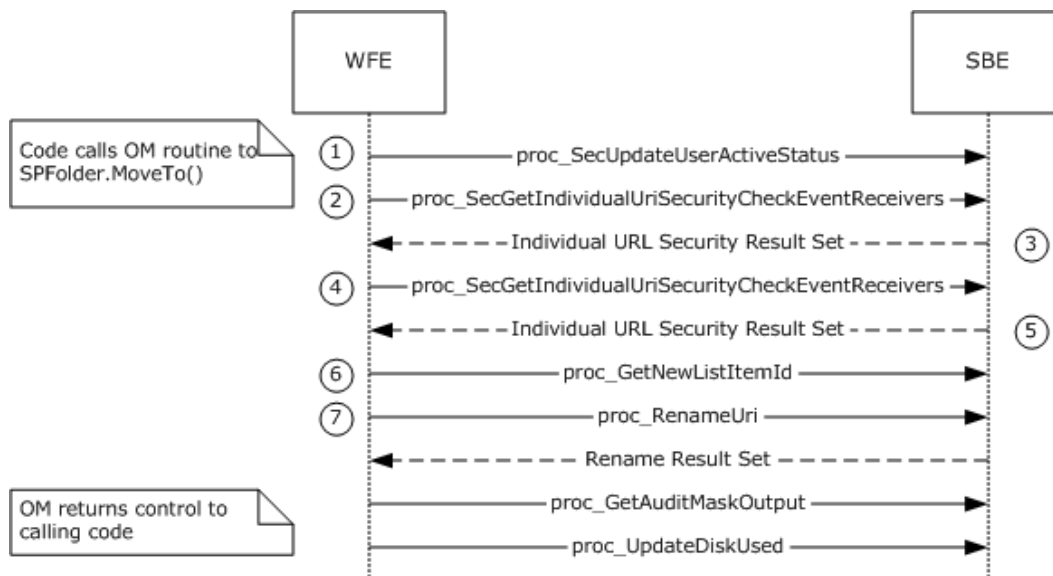 WFE
SBE
Code calls OM routine to
SPFolder.MoveTo()
1
proc_SecUpdateUserActiveStatus
2
proc_SecGetIndividualUriSecurityCheckEventReceivers
Individual URL Security Result Set
3
4
proc_SecGetIndividualUriSecurityCheckEventReceivers
Individual URL Security Result Set
5
6
proc_GetNewListItemId
7
proc_RenameUri
Rename Result Set
OM returns control to
calling code
proc_GetAuditMaskOutput
proc_UpdateDiskUsed